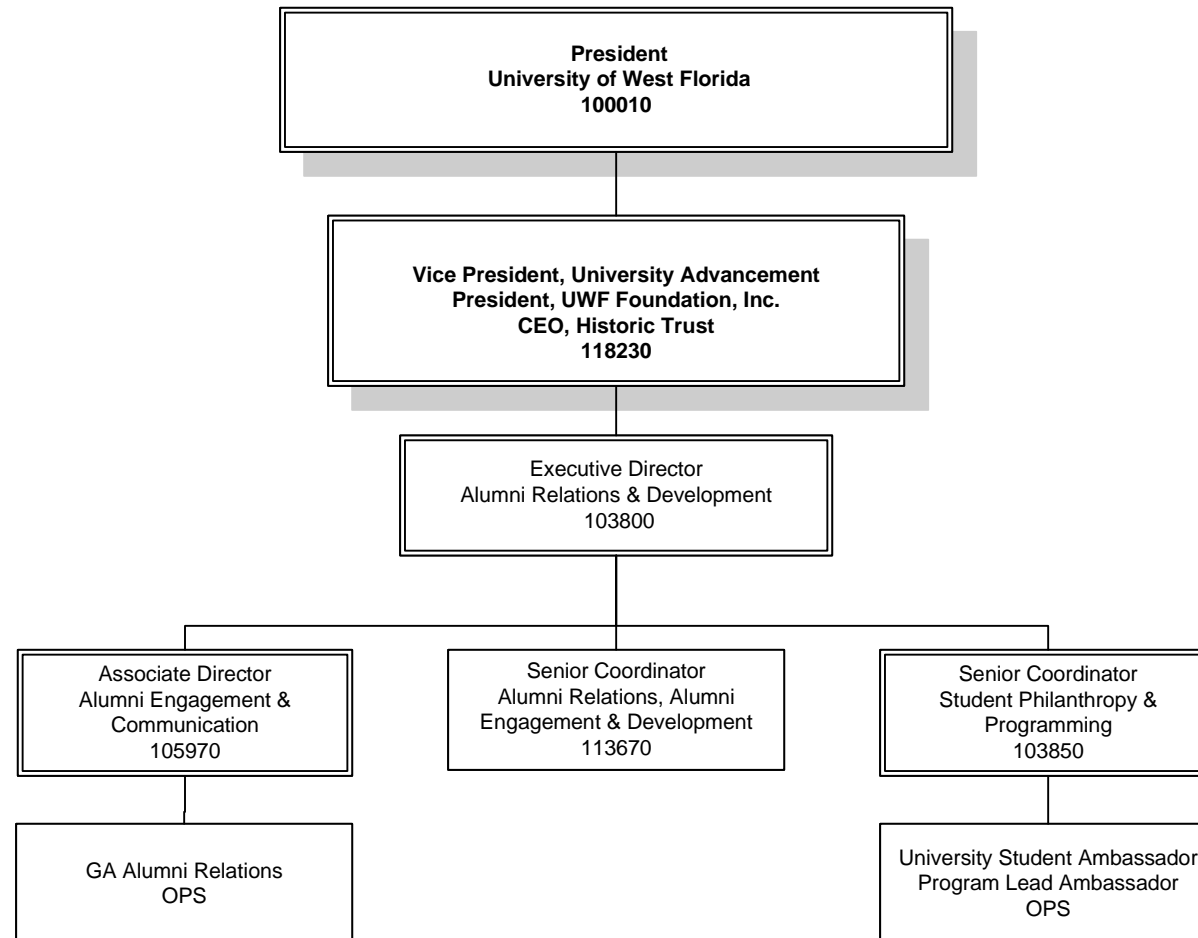 President
University of West Florida
100010
Vice President, University Advancement
President, UWF Foundation, Inc.
CEO, Historic Trust
118230
Executive Director
Alumni Relations & Development
103800
Associate Director
Alumni Engagement &
Communication
105970
Senior Coordinator
Alumni Relations, Alumni
Engagement & Development
113670
Senior Coordinator
Student Philanthropy &
Programming
103850
GA Alumni Relations
OPS
University Student Ambassador
Program Lead Ambassador
OPS